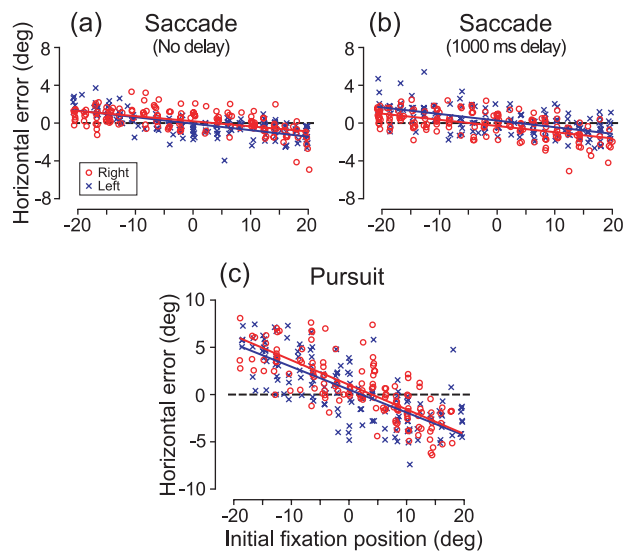 (a) Saccade
(No delay)
(b) Saccade
(1000 ms delay)
Horizontal error (deg)
8
4
0
-4
8
Right
Left
-20 -10 0 10 20
8
4
0
-4
8
-20 -10 0 10 20
(c) Pursuit
Horizontal error (deg)
10
5
0
-5
-10
-20 -10 0 10 20
Initial fixation position (deg)